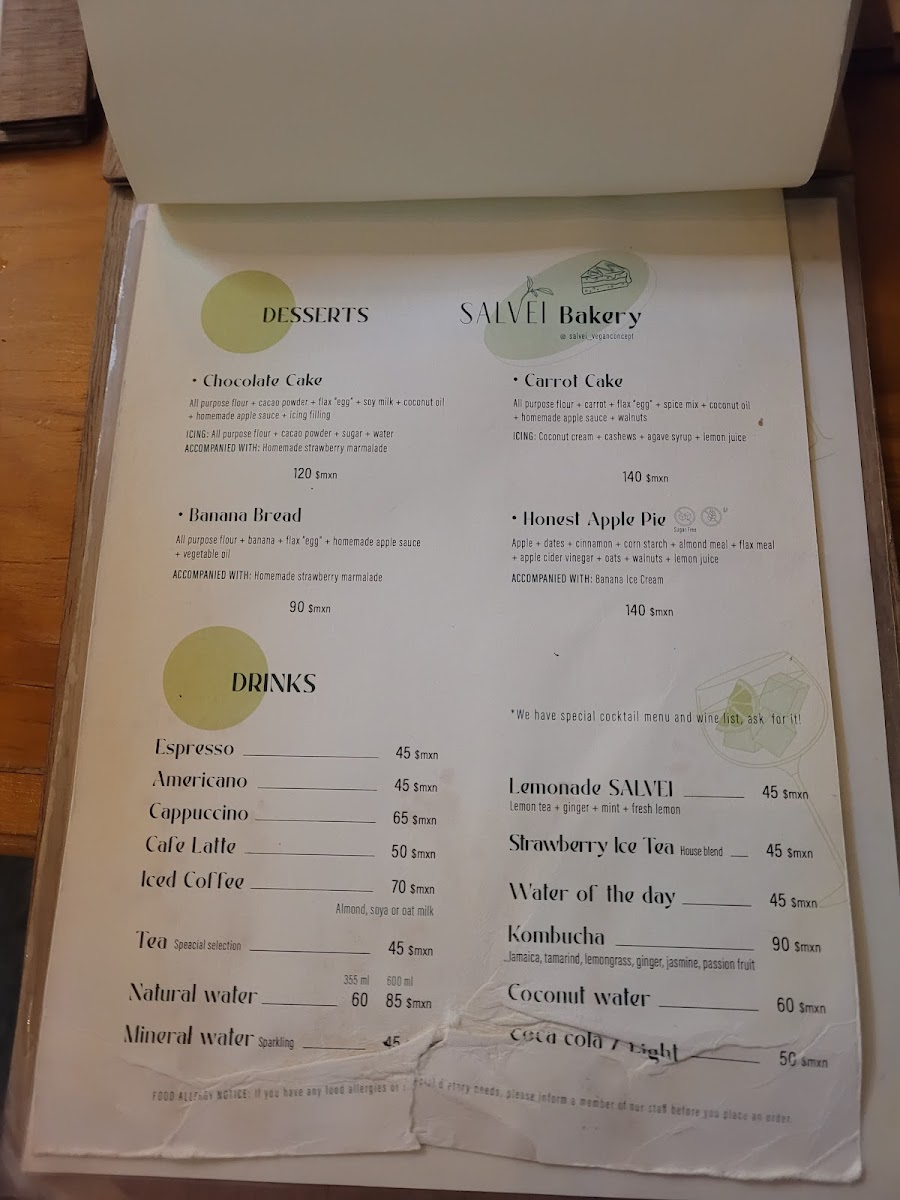 DESSERTS
SALVEI Bakery
@ salvei_veganconcept
• Chocolate Cake
All purpose flour + cacao powder + flax "egg" + soy milk + coconut oil
+ homemade apple sauce + icing filling
ICING: All purpose flour + cacao powder + sugar + water
ACCOMPANIED WITH: Homemade strawberry marmalade
120 $mxn
• Carrot Cake
All purpose flour + carrot + flax "egg" + spice mix + coconut oil
+ homemade apple sauce + walnuts
ICING: Coconut cream + cashews + agave syrup + lemon juice
140 $mxn
• Banana Bread
All purpose flour + banana + flax "egg" + homemade apple sauce
+ vegetable oil
ACCOMPANIED WITH: Homemade strawberry marmalade
90 $mxn
• Honest Apple Pie
Sugar Free
Apple + dates + cinnamon + corn starch + almond meal + flax meal
+ apple cider vinegar + oats + walnuts + lemon juice
ACCOMPANIED WITH: Banana Ice Cream
140 $mxn
DRINKS
Espresso 45 $mxn
Americano 45 $mxn
Cappuccino 65 $mxn
Cafe Latte 50 $mxn
Iced Coffee 70 $mxn
Almond, soya or oat milk
Tea Speacial selection 45 $mxn
355 ml 600 ml
Natural water 60 85 $mxn
Mineral water Sparkling 45
*We have special cocktail menu and wine list, ask for it!
Lemonade SALVEI 45 $mxn
Lemon tea + ginger + mint + fresh lemon
Strawberry Ice Tea House blend 45 $mxn
Water of the day 45 $mxn
Kombucha 90 $mxn
Jamaica, tamarind, lemongrass, ginger, jasmine, passion fruit
Coconut water 60 $mxn
Coca cola / Light 50 $mxn
FOOD ALLERGY NOTICE: If you have any food allergies or needs, please inform a member of our staff before you place an order.